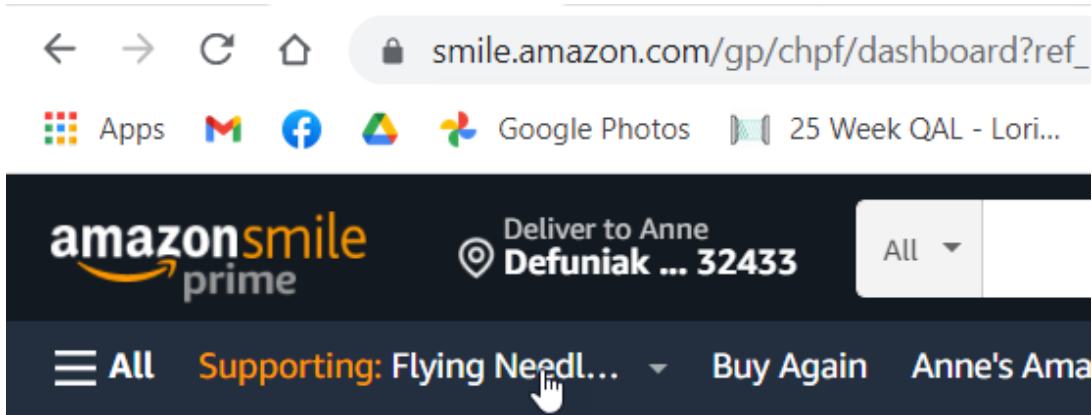 smile.amazon.com/gp/chpf/dashboard?ref_
Apps Google Photos 25 Week QAL - Lori...
amazonsmile
prime
Deliver to Anne
Defuniak ... 32433
All
All Supporting: Flying Needl... Buy Again Anne's Ama